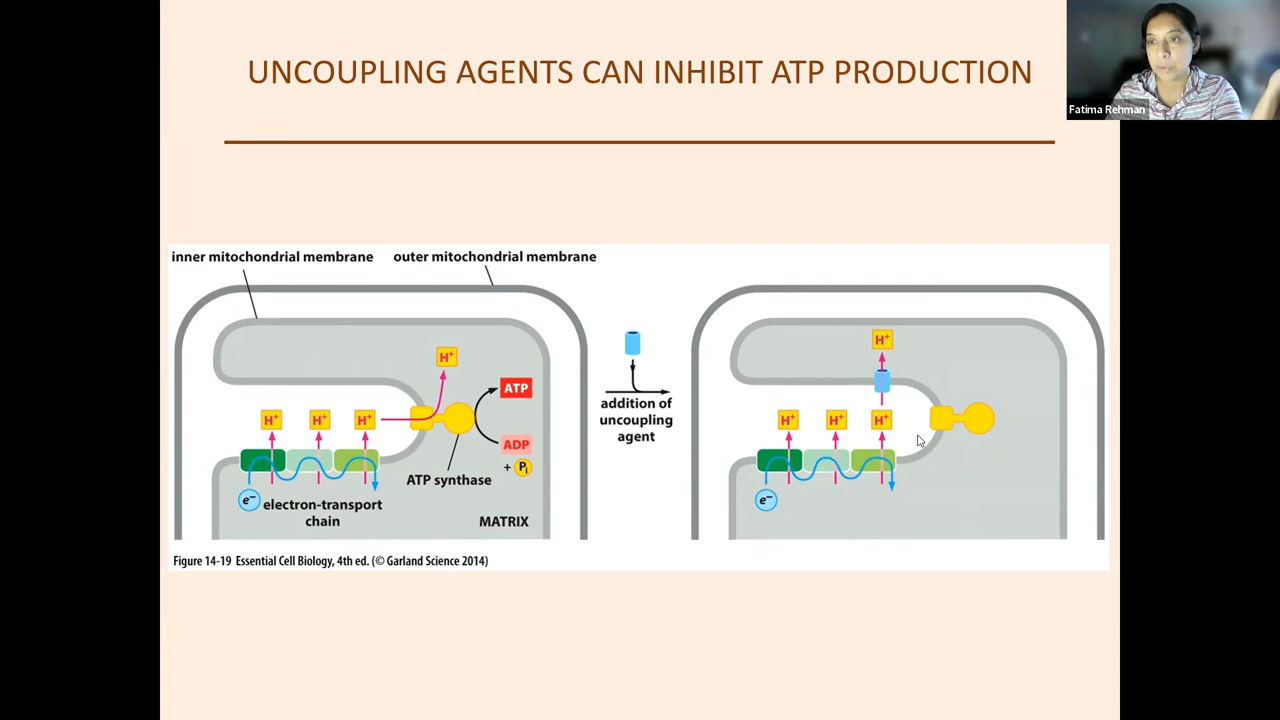 UNCOUPLING AGENTS CAN INHIBIT ATP PRODUCTION
Fatima Rehman
inner mitochondrial membrane
outer mitochondrial membrane
H⁺
ATP
H⁺ H⁺ H⁺
ADP
+ Pi
ATP synthase
e⁻
electron-transport
chain
MATRIX
addition of
uncoupling
agent
H⁺
H⁺ H⁺ H⁺
e⁻
Figure 14-19 Essential Cell Biology, 4th ed. (© Garland Science 2014)